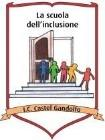 La scuola
dell'inclusione
I.C. Castel Gandolfo